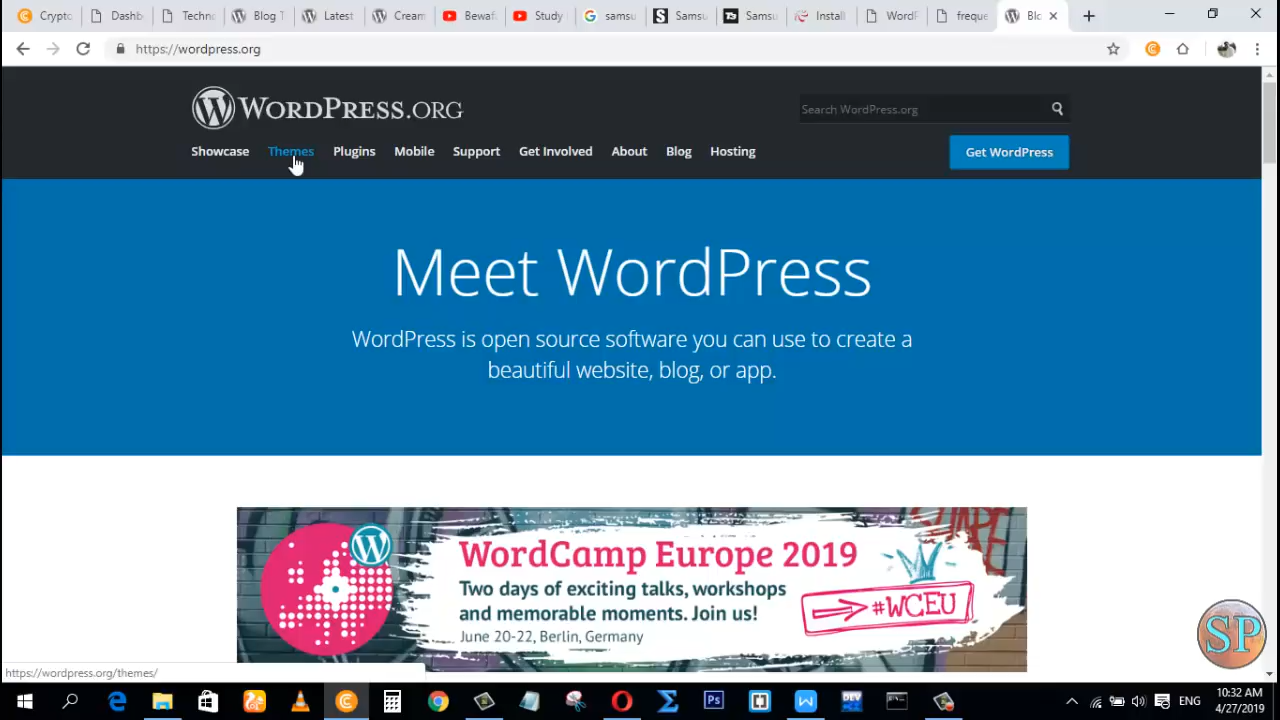 Crypto
Dashb
Techno
Blog T
Latest
Cream
Bewaf
Study
samsu
Samsu
Samsu
Install
WordP
freque
Blo
https://wordpress.org
WORDPRESS.ORG
Search WordPress.org
Showcase
Themes
Plugins
Mobile
Support
Get Involved
About
Blog
Hosting
Get WordPress
Meet WordPress
WordPress is open source software you can use to create a
beautiful website, blog, or app.
WordCamp Europe 2019
Two days of exciting talks, workshops
and memorable moments. Join us!
#WCEU
June 20-22, Berlin, Germany
SP
https://wordpress.org/themes/
ENG
10:32 AM
4/27/2019